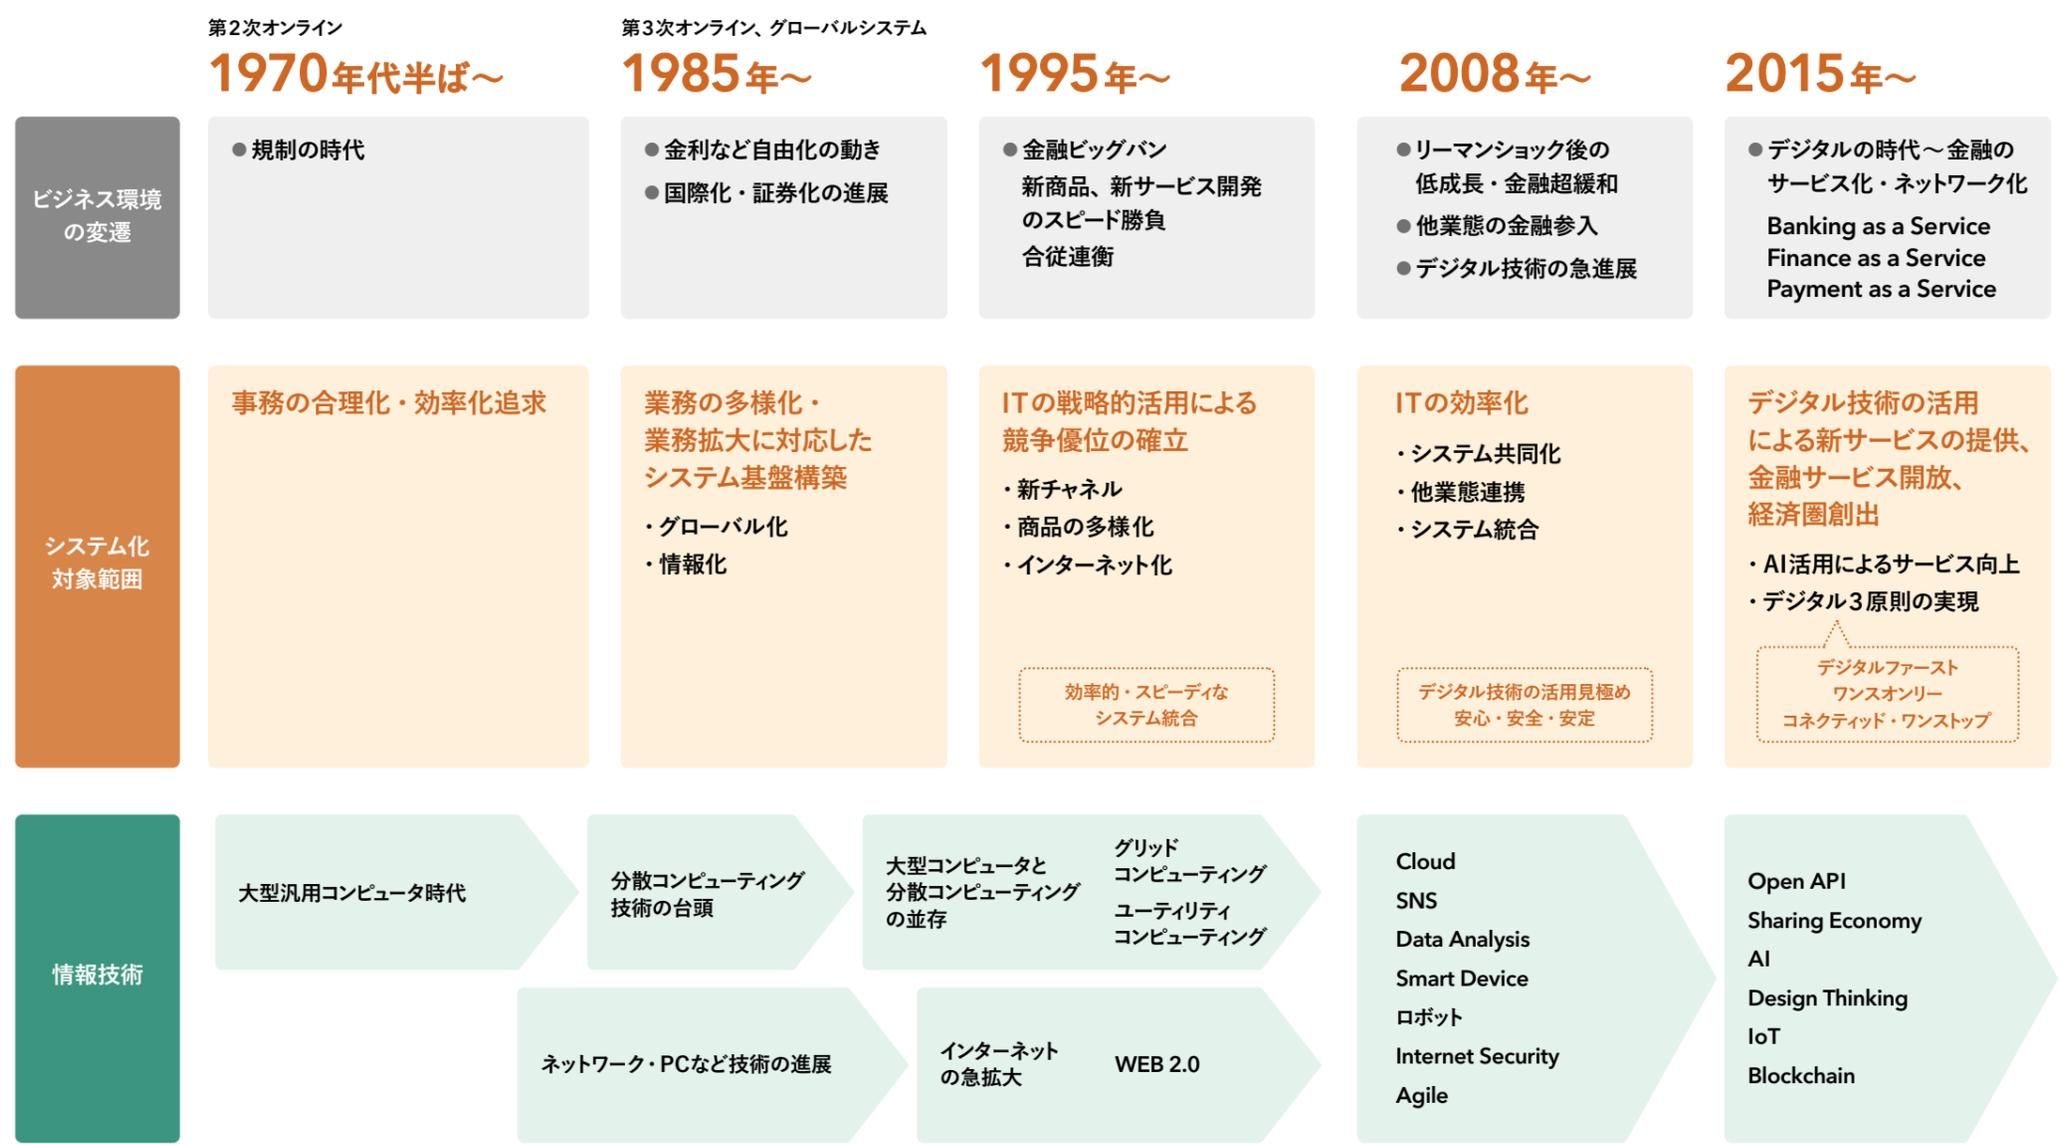 第2次オンライン
1970年代半ば～
第3次オンライン、グローバルシステム
1985年～
1995年～
2008年～
2015年～
ビジネス環境
の変遷
●規制の時代
●金利など自由化の動き
●国際化・証券化の進展
●金融ビッグバン
新商品、新サービス開発
のスピード勝負
合従連衡
●リーマンショック後の
低成長・金融超緩和
●他業態の金融参入
●デジタル技術の急進展
●デジタルの時代～金融の
サービス化・ネットワーク化
Banking as a Service
Finance as a Service
Payment as a Service
システム化
対象範囲
事務の合理化・効率化追求
業務の多様化・
業務拡大に対応した
システム基盤構築
・グローバル化
・情報化
ITの戦略的活用による
競争優位の確立
・新チャネル
・商品の多様化
・インターネット化
効率的・スピーディな
システム統合
ITの効率化
・システム共同化
・他業態連携
・システム統合
デジタル技術の活用見極め
安心・安全・安定
デジタル技術の活用
による新サービスの提供、
金融サービス開放、
経済圏創出
・AI活用によるサービス向上
・デジタル3原則の実現
デジタルファースト
ワンスオンリー
コネクティッド・ワンストップ
情報技術
大型汎用コンピュータ時代
分散コンピューティング
技術の台頭
大型コンピュータと
分散コンピューティング
の並存
グリッド
コンピューティング
ユーティリティ
コンピューティング
ネットワーク・PCなど技術の進展
インターネット
の急拡大
WEB 2.0
Cloud
SNS
Data Analysis
Smart Device
ロボット
Internet Security
Agile
Open API
Sharing Economy
AI
Design Thinking
IoT
Blockchain